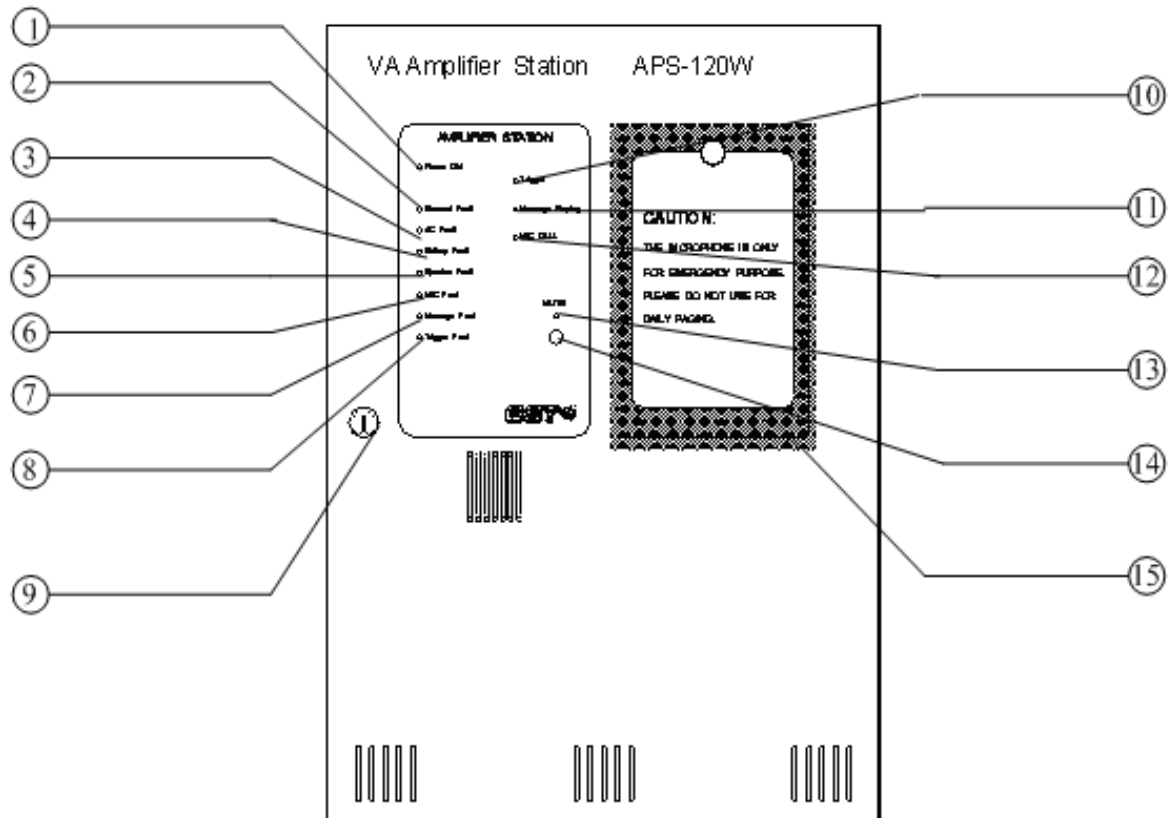 1
2
3
4
5
6
7
8
9
VA Amplifier Station APS-120W
AMPLIFIER STATION
Power ON
General Fault
AC Fault
Battery Fault
Speaker Fault
MIC Fault
Message Fault
Trigger Fault
Trigger
Message Playing
MIC CALL
MUTE
CAUTION:
THE MICROPHONE IS ONLY
FOR EMERGENCY PURPOSE.
PLEASE DO NOT USE FOR
DAILY PAGING.
10
11
12
13
14
15